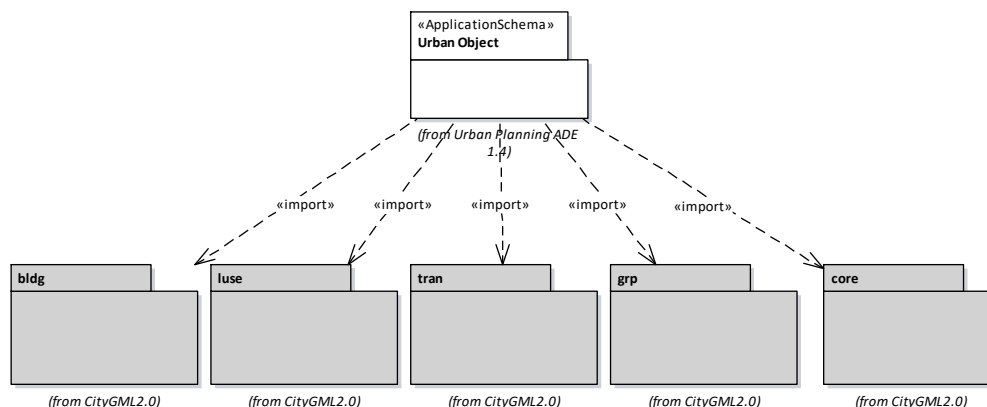 «ApplicationSchema»
Urban Object
(from Urban Planning ADE
1.4)
«import» «import» «import» «import» «import»
bldg luse tran grp core
(from CityGML2.0) (from CityGML2.0) (from CityGML2.0) (from CityGML2.0) (from CityGML2.0)